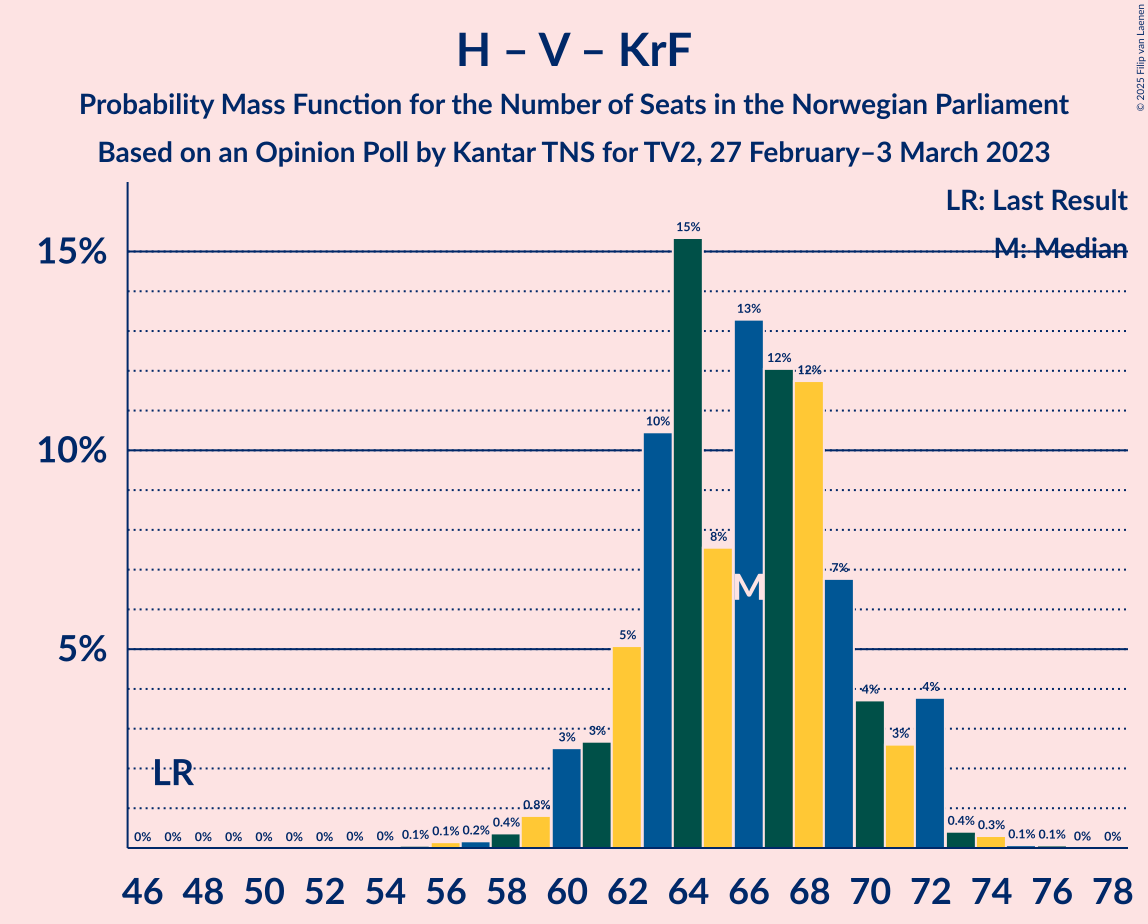 H – V – KrF
Probability Mass Function for the Number of Seats in the Norwegian Parliament
Based on an Opinion Poll by Kantar TNS for TV2, 27 February–3 March 2023
© 2025 Filip van Laenen
LR: Last Result
M: Median
15%
10%
5%
0% 0% 0% 0% 0% 0% 0% 0% 0% 0.1% 0.1% 0.2% 0.4% 0.8% 3% 3% 5% 10% 15% 8% 13% 12% 12% 7% 4% 3% 4% 0.4% 0.3% 0.1% 0.1% 0% 0%
M
LR
46 48 50 52 54 56 58 60 62 64 66 68 70 72 74 76 78